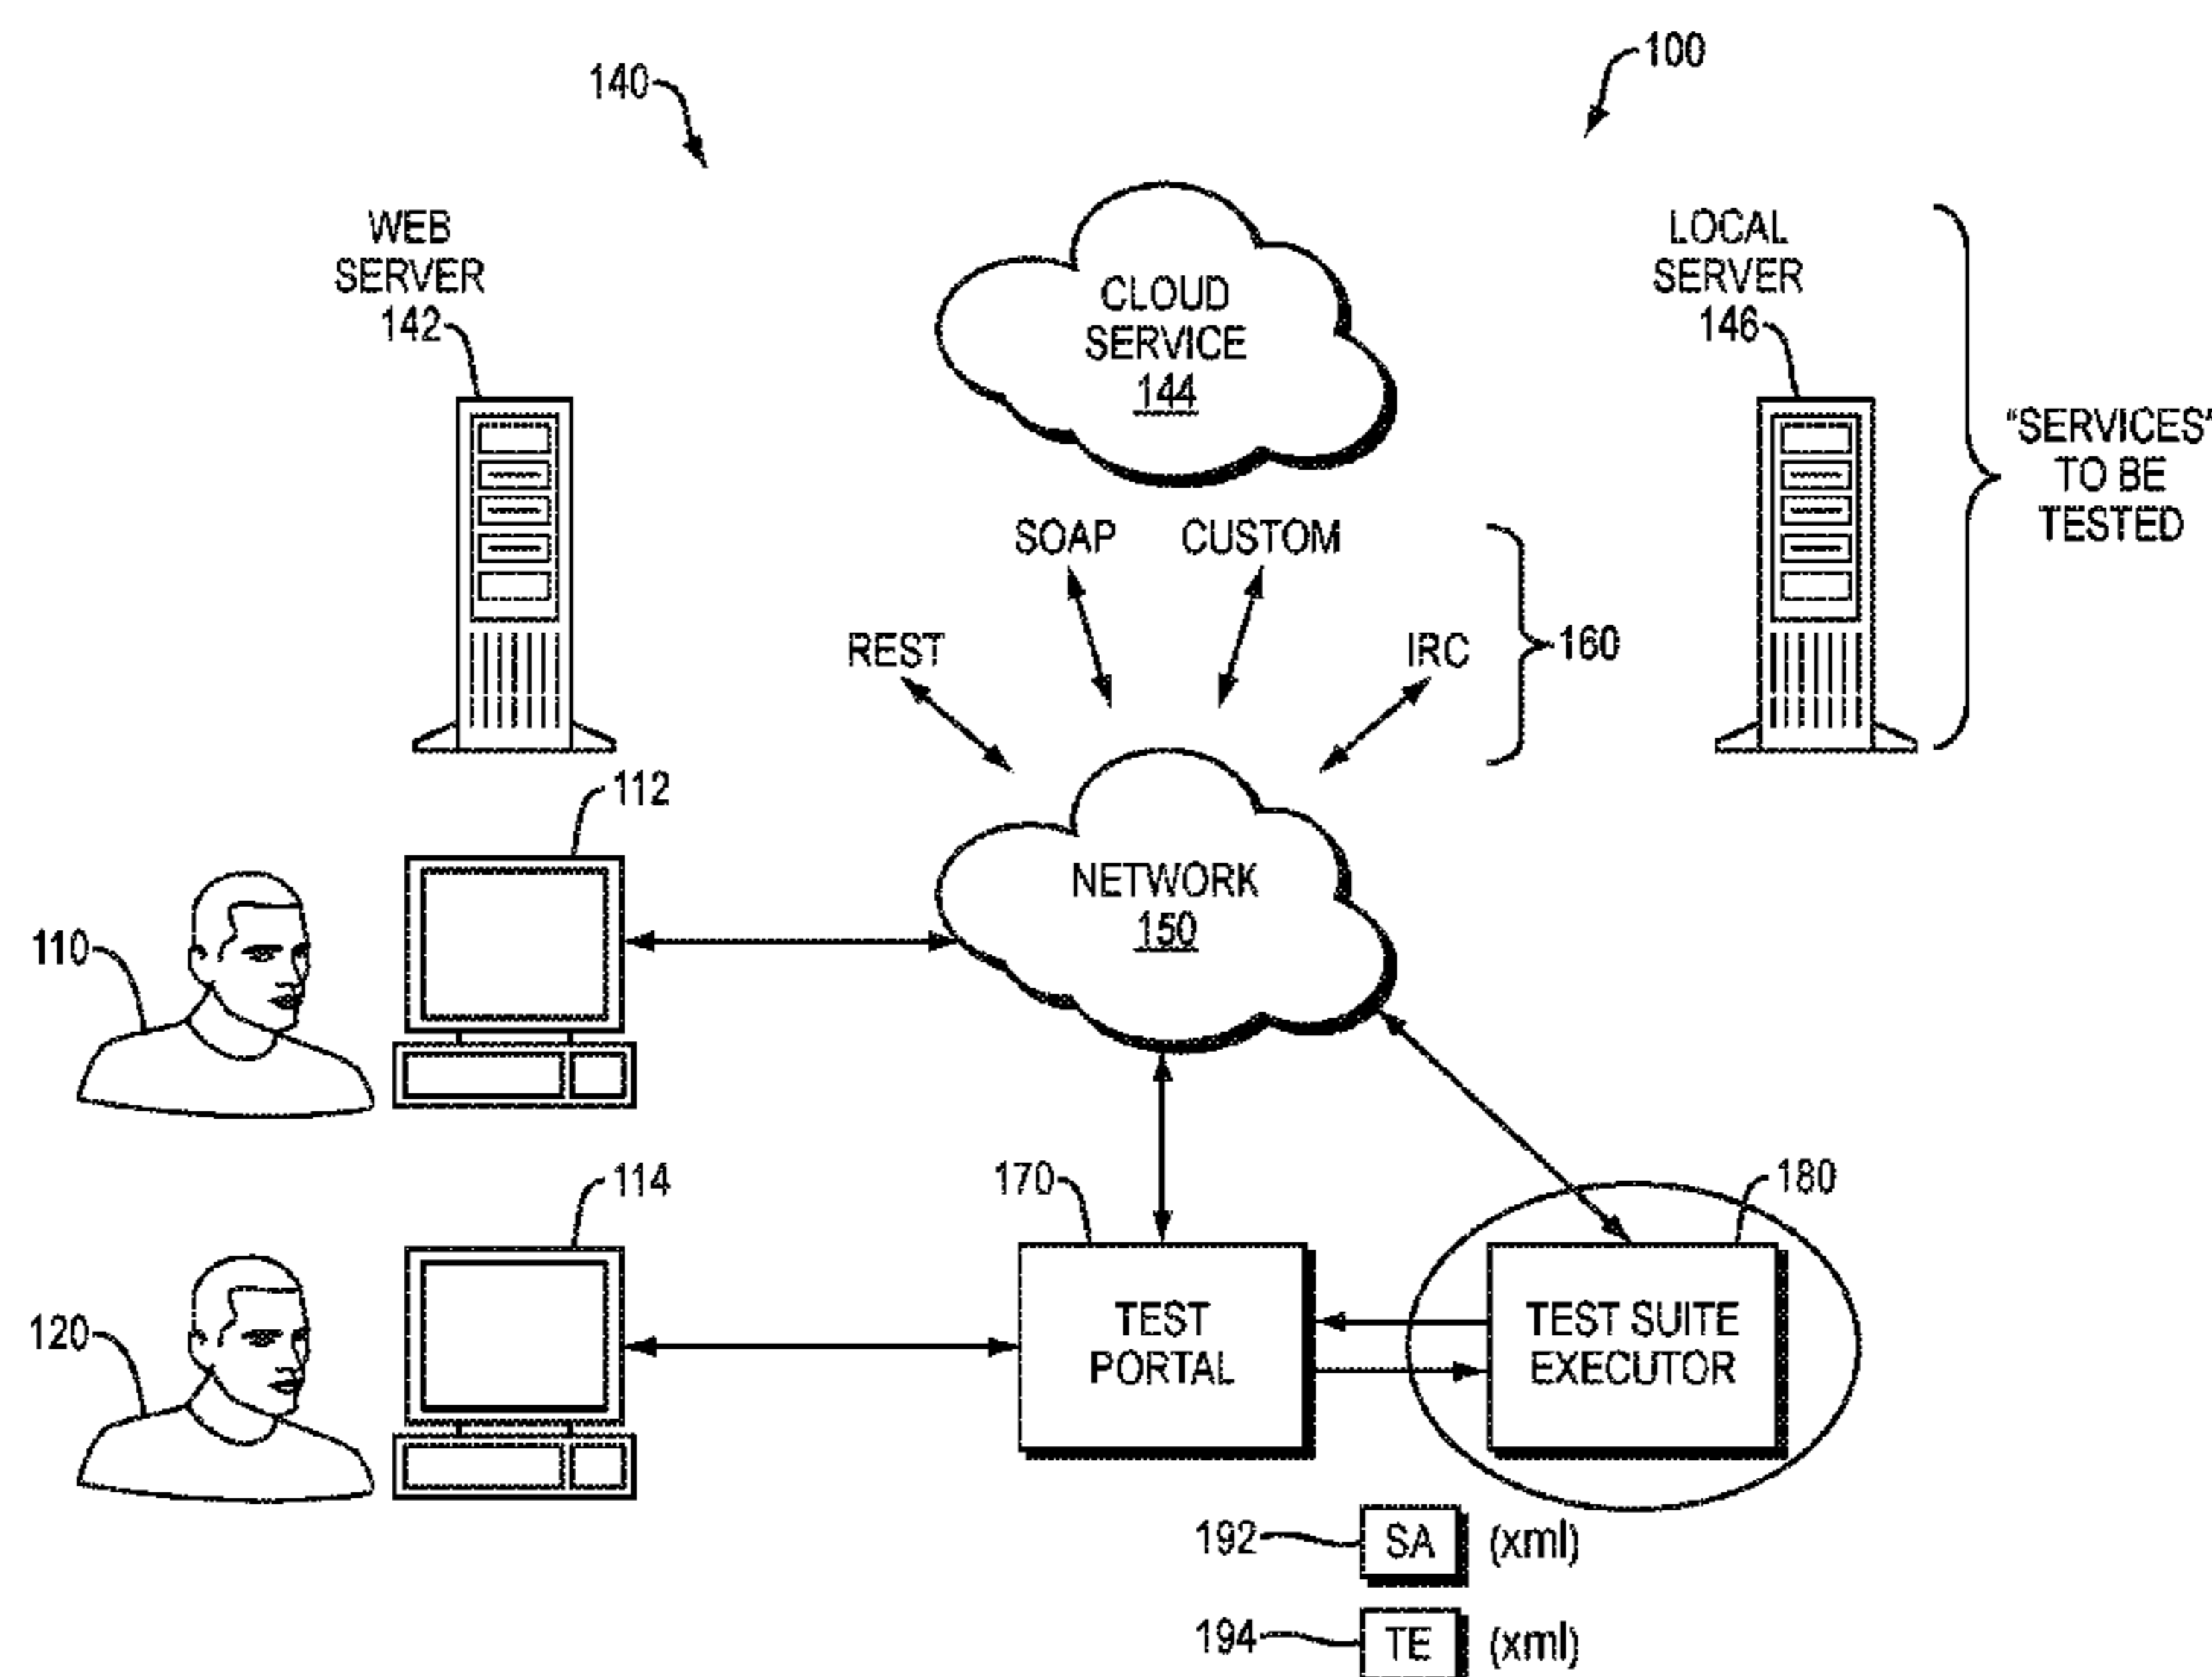 140
100
WEB
SERVER
142
CLOUD
SERVICE
144
LOCAL
SERVER
146
“SERVICES”
TO BE
TESTED
SOAP
CUSTOM
REST
IRC
160
112
NETWORK
150
110
114
170
180
120
TEST
PORTAL
TEST SUITE
EXECUTOR
192
SA
(xml)
194
TE
(xml)